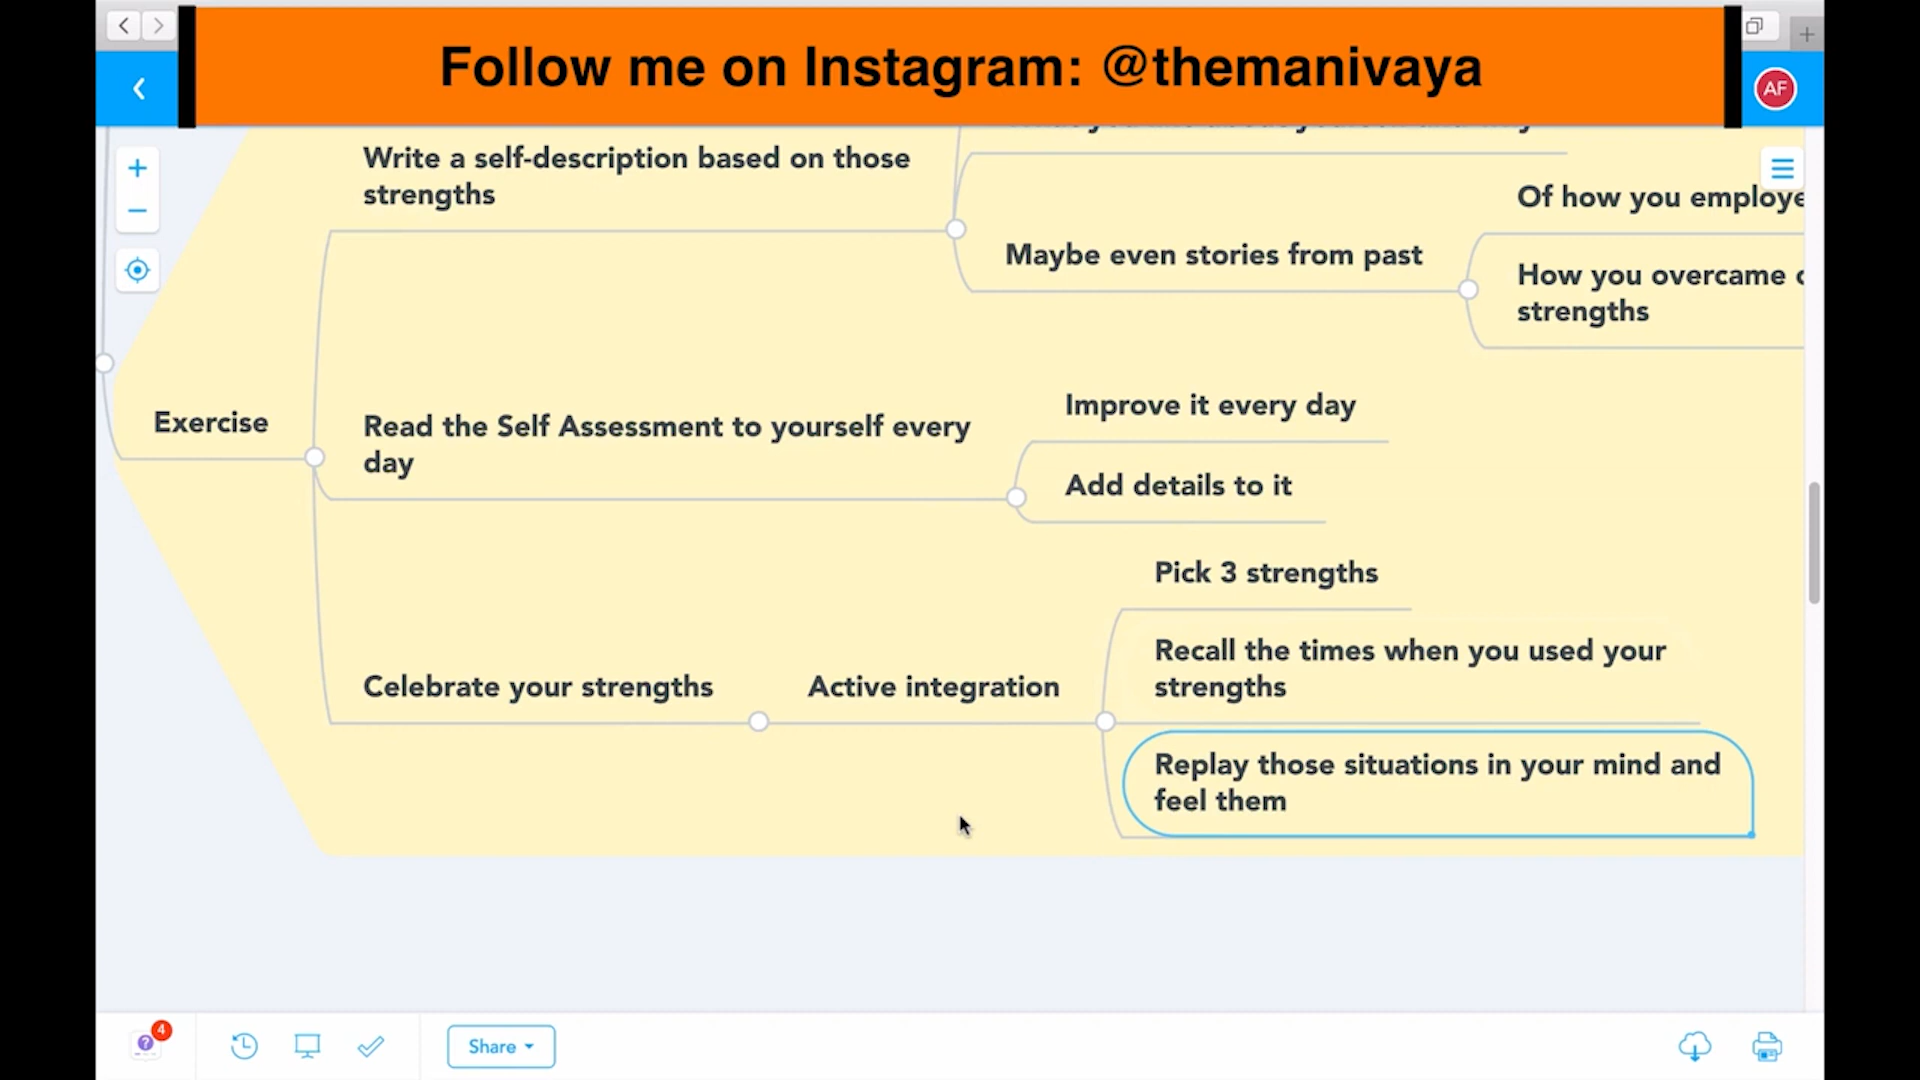 Follow me on Instagram: @themanivaya
AF
Write a self-description based on those
strengths
Of how you employe
Maybe even stories from past
How you overcame
strengths
Improve it every day
Exercise
Read the Self Assessment to yourself every
day
Add details to it
Pick 3 strengths
Recall the times when you used your
strengths
Celebrate your strengths
Active integration
Replay those situations in your mind and
feel them
4
Share